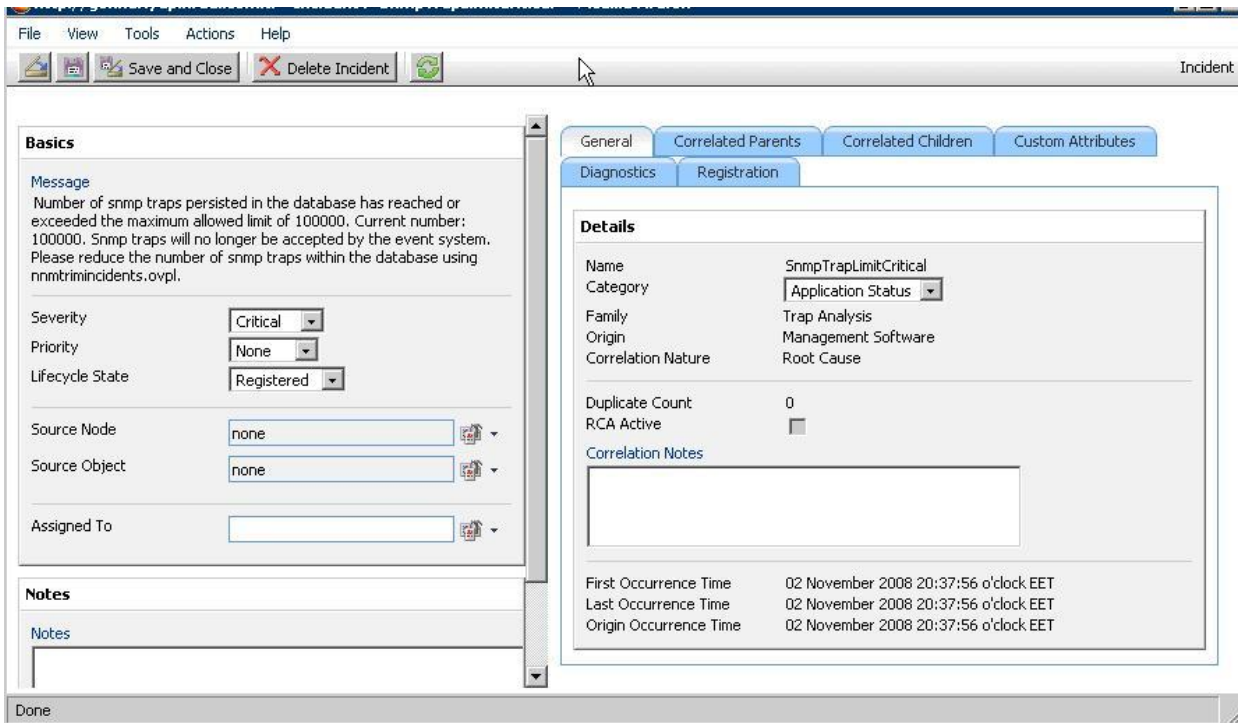 File View Tools Actions Help
Save and Close Delete Incident Incident
Basics
Message
Number of snmp traps persisted in the database has reached or
exceeded the maximum allowed limit of 100000. Current number:
100000. Snmp traps will no longer be accepted by the event system.
Please reduce the number of snmp traps within the database using
nnmtrimincidents.ovpl.
Severity Critical
Priority None
Lifecycle State Registered
Source Node none
Source Object none
Assigned To
Notes
Notes
General Correlated Parents Correlated Children Custom Attributes
Diagnostics Registration
Details
Name SnmpTrapLimitCritical
Category Application Status
Family Trap Analysis
Origin Management Software
Correlation Nature Root Cause
Duplicate Count 0
RCA Active
Correlation Notes
First Occurrence Time 02 November 2008 20:37:56 o'clock EET
Last Occurrence Time 02 November 2008 20:37:56 o'clock EET
Origin Occurrence Time 02 November 2008 20:37:56 o'clock EET
Done